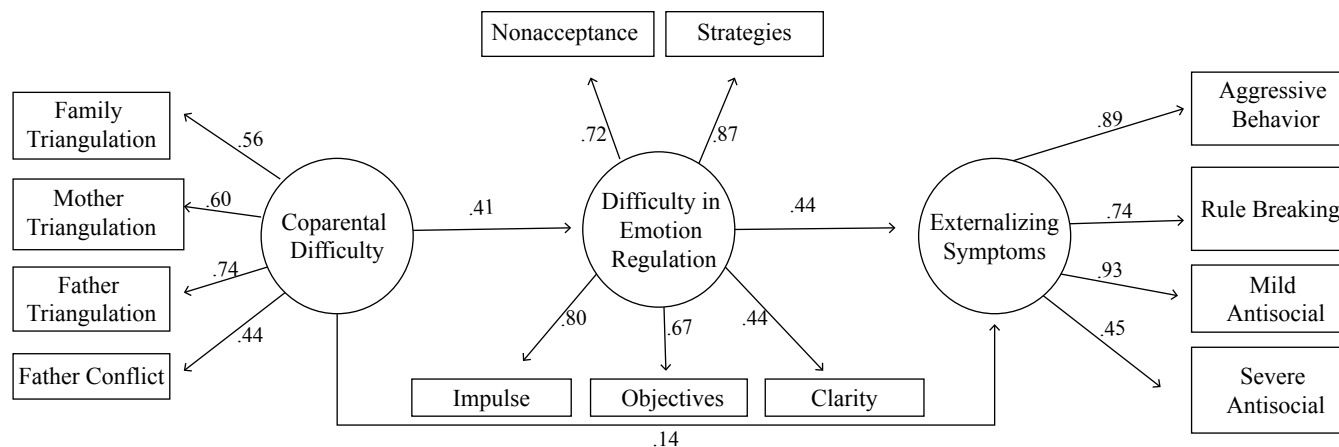 Nonacceptance
Strategies
Family
Triangulation
Mother
Triangulation
Father
Triangulation
Father Conflict
.56
.60
.74
.44
Coparental
Difficulty
.41
.72
.87
Difficulty in
Emotion
Regulation
.80
.67
.44
Impulse
Objectives
Clarity
.44
.14
Externalizing
Symptoms
.89
.74
.93
.45
Aggressive
Behavior
Rule Breaking
Mild
Antisocial
Severe
Antisocial